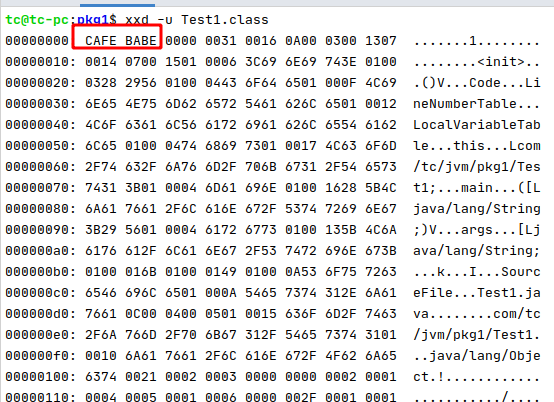 tc@tc-pc:pkg1$ xxd -u Test1.class
00000000: CAFE BABE 0000 0031 0016 0A00 0300 1307 .......1........
00000010: 0014 0700 1501 0006 3C69 6E69 743E 0100 ........<init>..
00000020: 0328 2956 0100 0443 6F64 6501 000F 4C69 .()V...Code...Li
00000030: 6E65 4E75 6D62 6572 5461 626C 6501 0012 neNumberTable...
00000040: 4C6F 6361 6C56 6172 6961 626C 6554 6162 LocalVariableTab
00000050: 6C65 0100 0474 6869 7301 0017 4C63 6F6D le...this...Lcom
00000060: 2F74 632F 6A76 6D2F 706B 6731 2F54 6573 /tc/jvm/pkg1/Tes
00000070: 7431 3B01 0004 6D61 696E 0100 1628 5B4C t1;...main...([L
00000080: 6A61 7661 2F6C 616E 672F 5374 7269 6E67 java/lang/String
00000090: 3B29 5601 0004 6172 6773 0100 135B 4C6A ;)V...args...[Lj
000000a0: 6176 612F 6C61 6E67 2F53 7472 696E 673B ava/lang/String;
000000b0: 0100 016B 0100 0149 0100 0A53 6F75 7263 ...k...I...Sourc
000000c0: 6546 696C 6501 000A 5465 7374 312E 6A61 eFile...Test1.ja
000000d0: 7661 0C00 0400 0501 0015 636F 6D2F 7463 va........com/tc
000000e0: 2F6A 766D 2F70 6B67 312F 5465 7374 3101 /jvm/pkg1/Test1.
000000f0: 0010 6A61 7661 2F6C 616E 672F 4F62 6A65 ..java/lang/Obje
00000100: 6374 0021 0002 0003 0000 0000 0002 0001 ct.!............
00000110: 0004 0005 0001 0006 0000 002F 0001 0001 .........../....